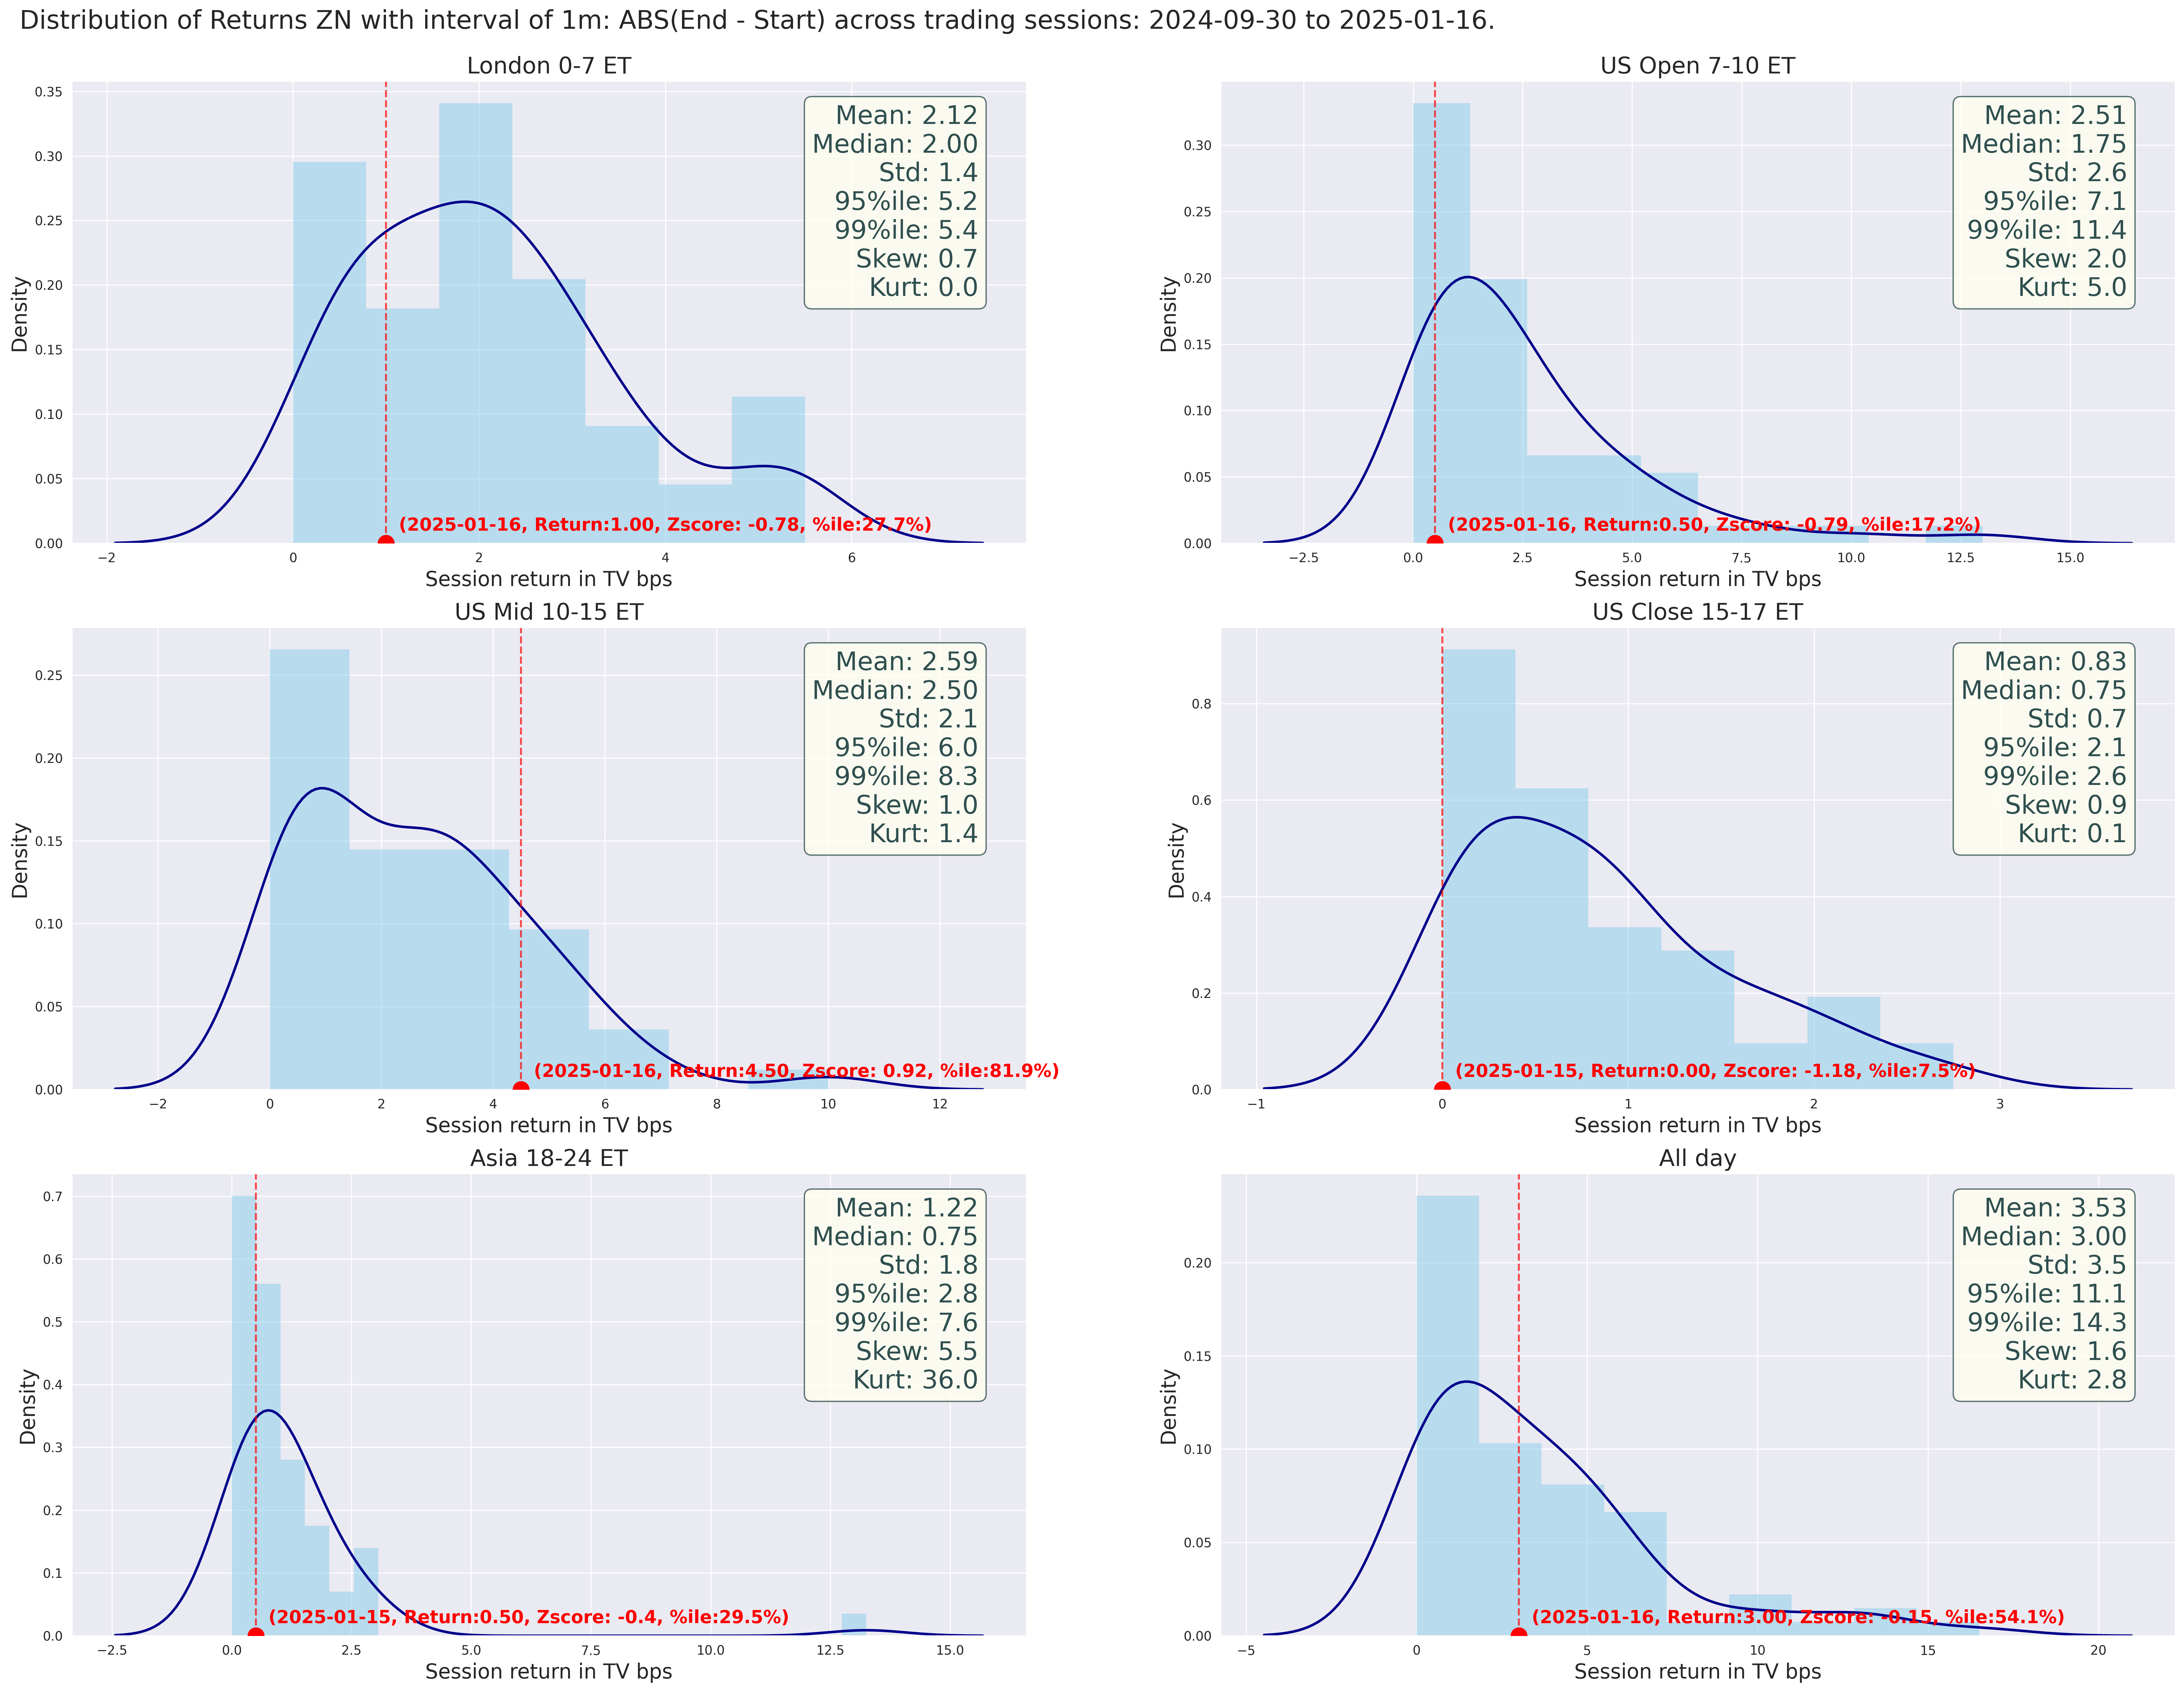 Distribution of Returns ZN with interval of 1m: ABS(End - Start) across trading sessions: 2024-09-30 to 2025-01-16.
London 0-7 ET
0.35
0.30
0.25
0.20
0.15
0.10
0.05
0.00
Density
Mean: 2.12
Median: 2.00
Std: 1.4
95%ile: 5.2
99%ile: 5.4
Skew: 0.7
Kurt: 0.0
(2025-01-16, Return:1.00, Zscore: -0.78, %ile:27.7%)
−2 0 2 4 6
Session return in TV bps
US Open 7-10 ET
0.30
0.25
0.20
0.15
0.10
0.05
0.00
Density
Mean: 2.51
Median: 1.75
Std: 2.6
95%ile: 7.1
99%ile: 11.4
Skew: 2.0
Kurt: 5.0
(2025-01-16, Return:0.50, Zscore: -0.79, %ile:17.2%)
−2.5 0.0 2.5 5.0 7.5 10.0 12.5 15.0
Session return in TV bps
US Mid 10-15 ET
0.25
0.20
0.15
0.10
0.05
0.00
Density
Mean: 2.59
Median: 2.50
Std: 2.1
95%ile: 6.0
99%ile: 8.3
Skew: 1.0
Kurt: 1.4
(2025-01-16, Return:4.50, Zscore: 0.92, %ile:81.9%)
−2 0 2 4 6 8 10 12
Session return in TV bps
US Close 15-17 ET
0.8
0.6
0.4
0.2
0.0
Density
Mean: 0.83
Median: 0.75
Std: 0.7
95%ile: 2.1
99%ile: 2.6
Skew: 0.9
Kurt: 0.1
(2025-01-15, Return:0.00, Zscore: -1.18, %ile:7.5%)
−1 0 1 2 3
Session return in TV bps
Asia 18-24 ET
0.7
0.6
0.5
0.4
0.3
0.2
0.1
0.0
Density
Mean: 1.22
Median: 0.75
Std: 1.8
95%ile: 2.8
99%ile: 7.6
Skew: 5.5
Kurt: 36.0
(2025-01-15, Return:0.50, Zscore: -0.4, %ile:29.5%)
−2.5 0.0 2.5 5.0 7.5 10.0 12.5 15.0
Session return in TV bps
All day
0.20
0.15
0.10
0.05
0.00
Density
Mean: 3.53
Median: 3.00
Std: 3.5
95%ile: 11.1
99%ile: 14.3
Skew: 1.6
Kurt: 2.8
(2025-01-16, Return:3.00, Zscore: -0.15, %ile:54.1%)
−5 0 5 10 15 20
Session return in TV bps